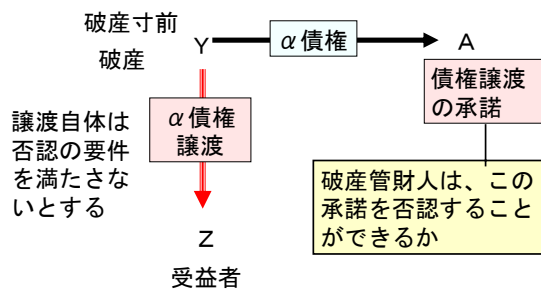 破産寸前
破産
Y
α債権
A
債権譲渡
の承諾
譲渡自体は
否認の要件
を満たさな
いとする
α債権
譲渡
破産管財人は、この
承諾を否認すること
ができるか
Z
受益者